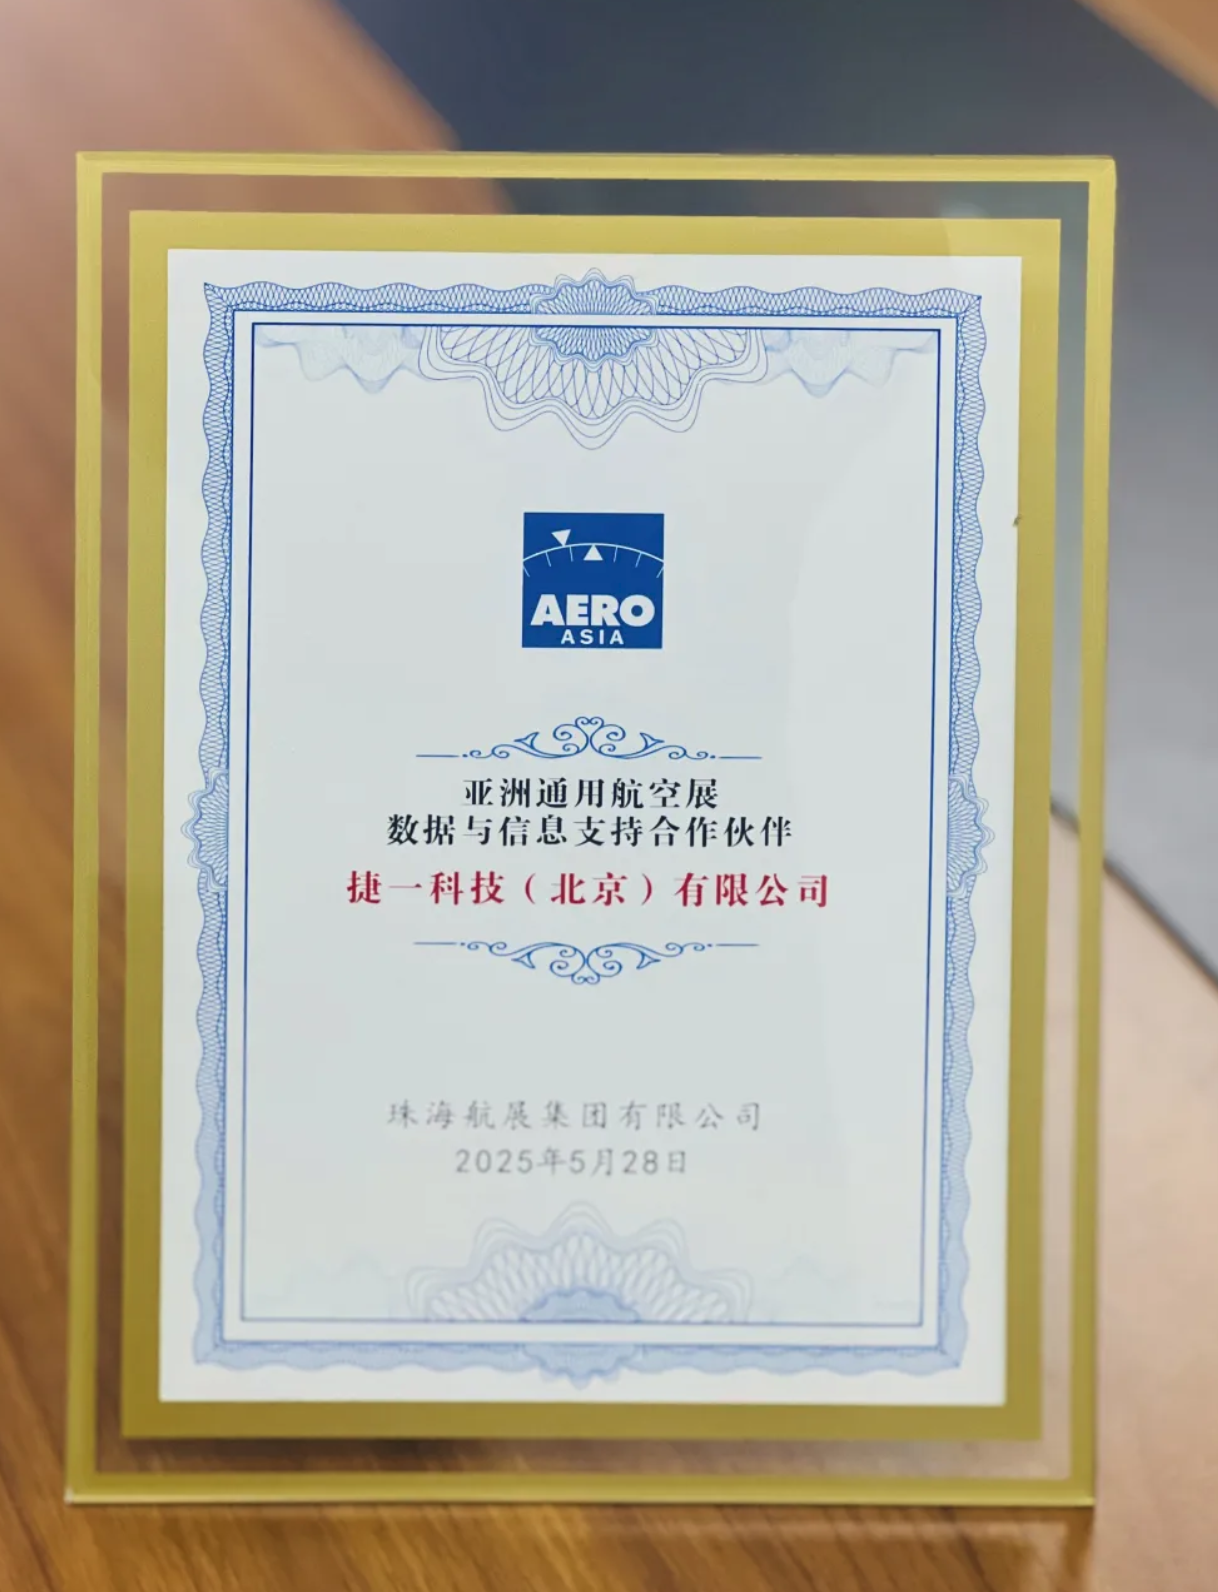 AERO
ASIA
亚洲通用航空展
数据与信息支持合作伙伴
捷一科技（北京）有限公司
珠海航展集团有限公司
2025年5月28日